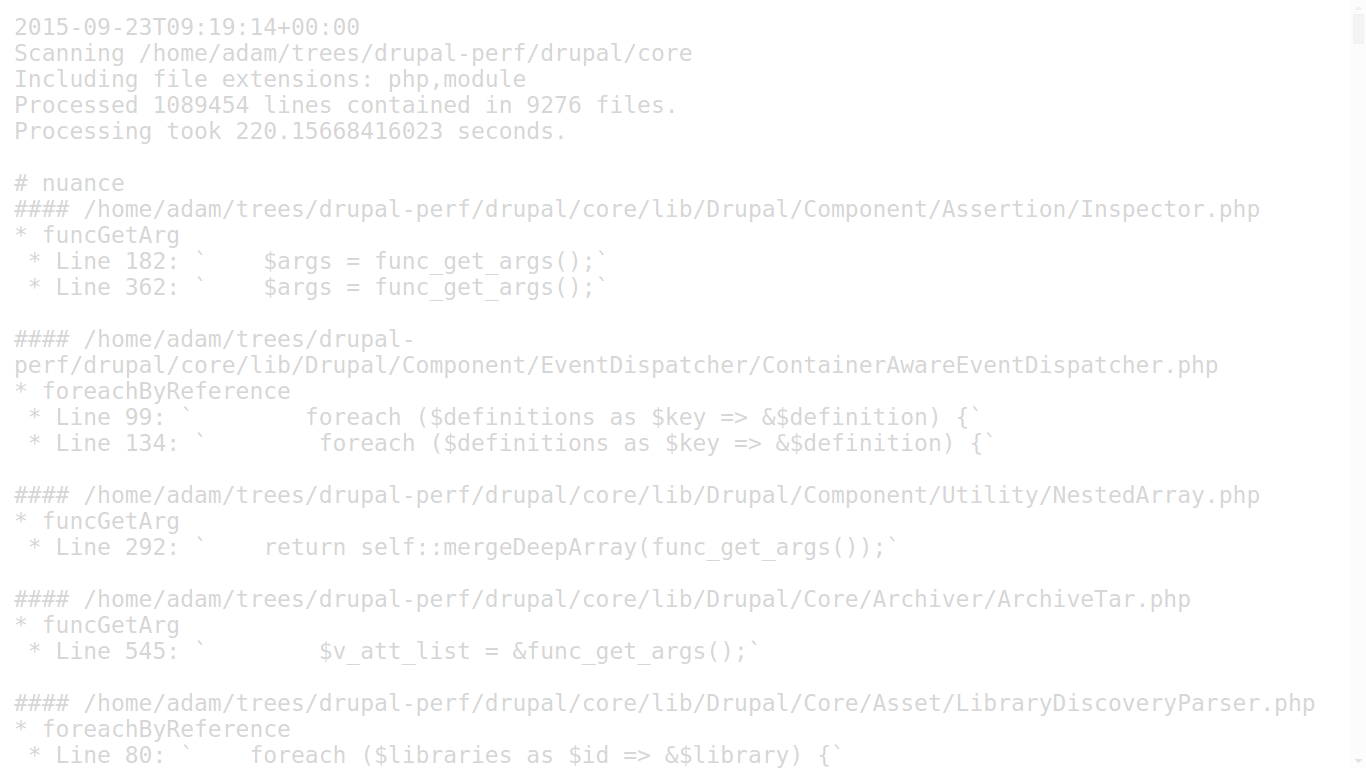 2015-09-23T09:19:14+00:00
Scanning /home/adam/trees/drupal-perf/drupal/core
Including file extensions: php,module
Processed 1089454 lines contained in 9276 files.
Processing took 220.15668416023 seconds.

# nuance
#### /home/adam/trees/drupal-perf/drupal/core/lib/Drupal/Component/Assertion/Inspector.php
* funcGetArg
 * Line 182: `    $args = func_get_args();`
 * Line 362: `    $args = func_get_args();`

#### /home/adam/trees/drupal-
perf/drupal/core/lib/Drupal/Component/EventDispatcher/ContainerAwareEventDispatcher.php
* foreachByReference
 * Line 99: `        foreach ($definitions as $key => &$definition) {`
 * Line 134: `        foreach ($definitions as $key => &$definition) {`

#### /home/adam/trees/drupal-perf/drupal/core/lib/Drupal/Component/Utility/NestedArray.php
* funcGetArg
 * Line 292: `    return self::mergeDeepArray(func_get_args());`

#### /home/adam/trees/drupal-perf/drupal/core/lib/Drupal/Core/Archiver/ArchiveTar.php
* funcGetArg
 * Line 545: `        $v_att_list = &func_get_args();`

#### /home/adam/trees/drupal-perf/drupal/core/lib/Drupal/Core/Asset/LibraryDiscoveryParser.php
* foreachByReference
 * Line 80: `    foreach ($libraries as $id => &$library) {`